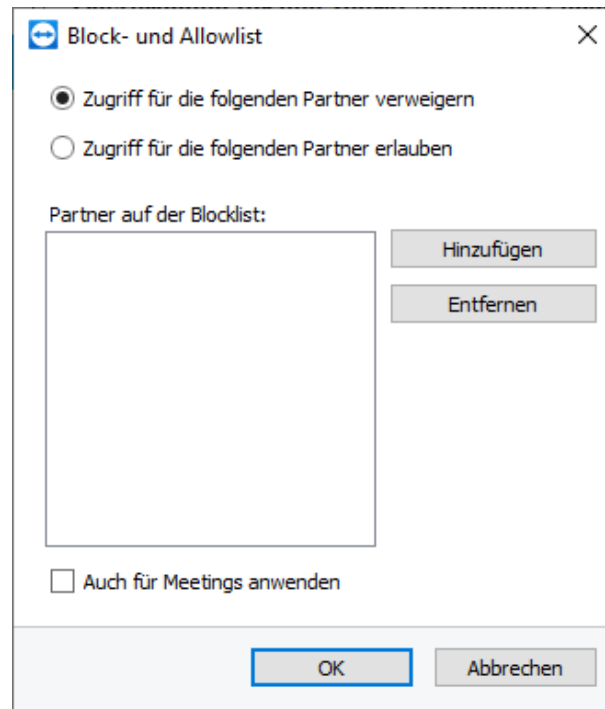 Block- und Allowlist
Zugriff für die folgenden Partner verweigern
Zugriff für die folgenden Partner erlauben
Partner auf der Blocklist:
Hinzufügen
Entfernen
Auch für Meetings anwenden
OK
Abbrechen